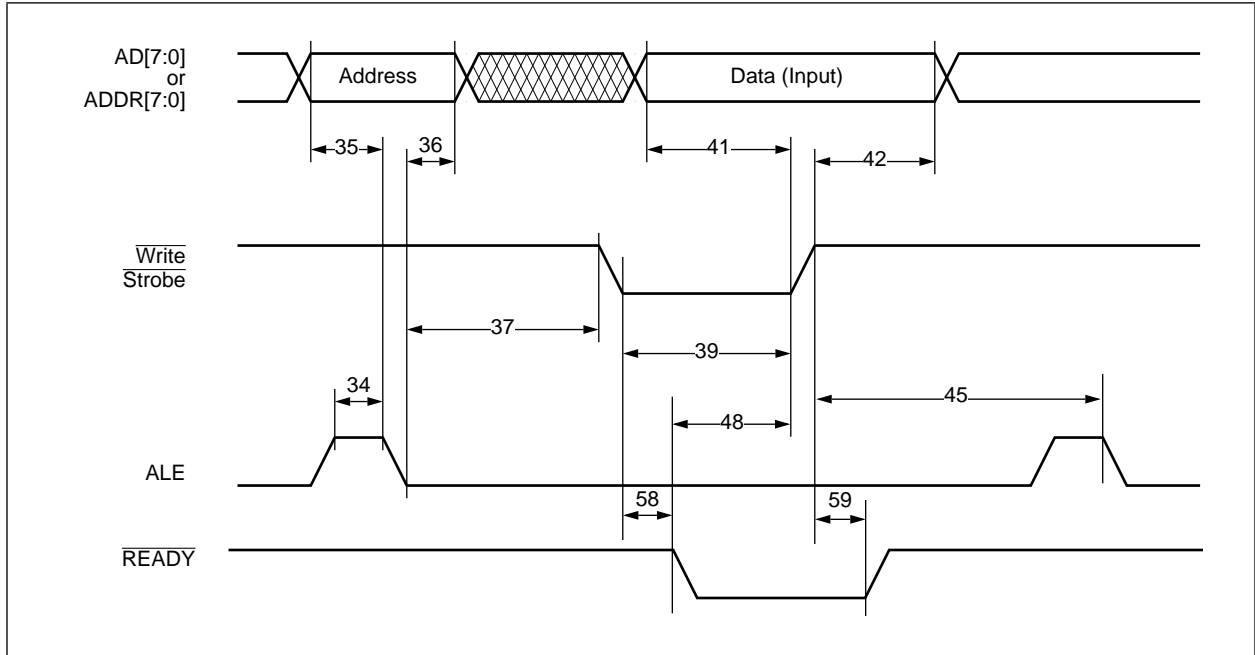 AD[7:0]
or
ADDR[7:0]
Address
Data (Input)
35
36
41
42
Write
Strobe
37
39
34
45
48
ALE
58
59
READY